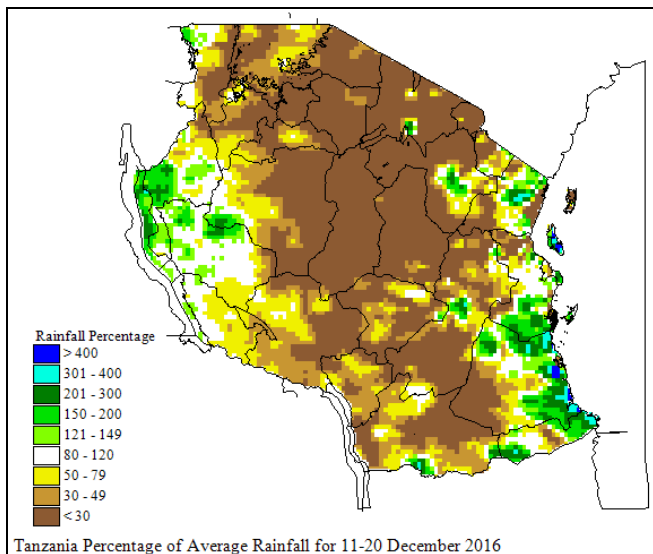 Rainfall Percentage
> 400
301 - 400
201 - 300
150 - 200
121 - 149
80 - 120
50 - 79
30 - 49
< 30
Tanzania Percentage of Average Rainfall for 11-20 December 2016